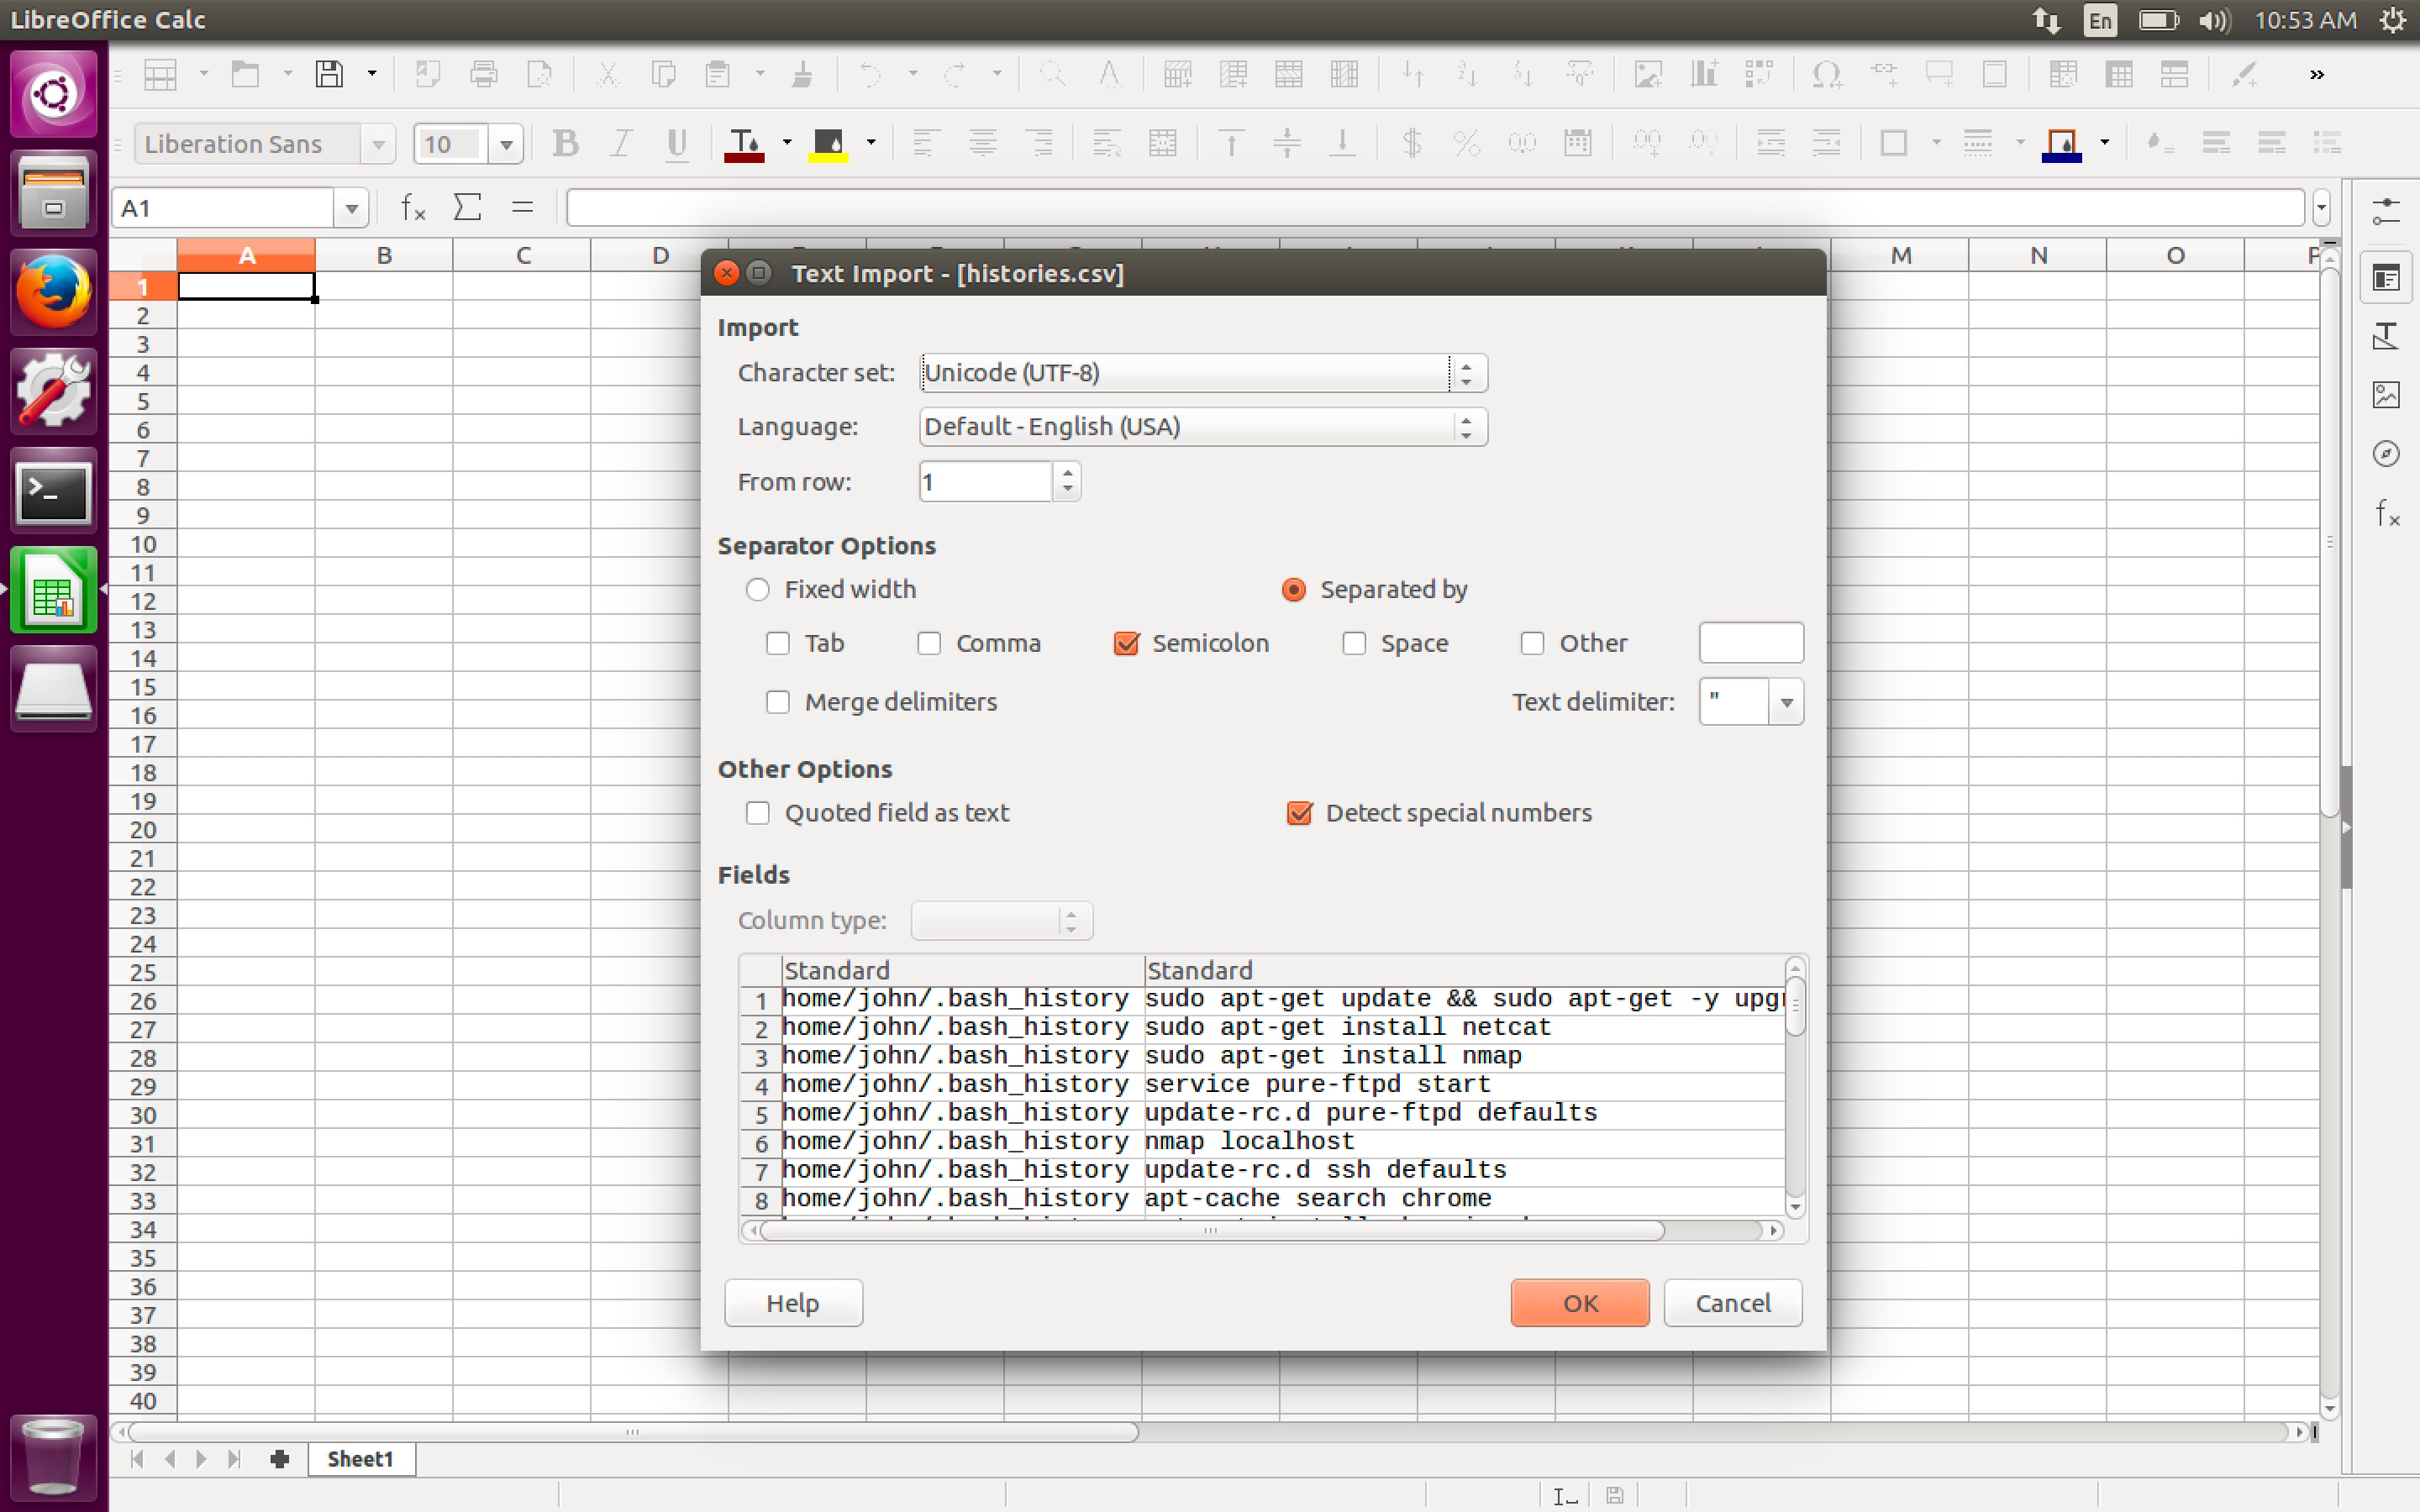 LibreOffice Calc
En 10:53 AM
Liberation Sans 10
A1
A B C D M N O
Text Import - [histories.csv]
Import
Character set: Unicode (UTF-8)
Language: Default - English (USA)
From row: 1
Separator Options
Fixed width Separated by
Tab Comma Semicolon Space Other
Merge delimiters Text delimiter: "
Other Options
Quoted field as text Detect special numbers
Fields
Column type:
Standard Standard
1 home/john/.bash_history sudo apt-get update && sudo apt-get -y upgr
2 home/john/.bash_history sudo apt-get install netcat
3 home/john/.bash_history sudo apt-get install nmap
4 home/john/.bash_history service pure-ftpd start
5 home/john/.bash_history update-rc.d pure-ftpd defaults
6 home/john/.bash_history nmap localhost
7 home/john/.bash_history update-rc.d ssh defaults
8 home/john/.bash_history apt-cache search chrome
Help OK Cancel
1
2
3
4
5
6
7
8
9
10
11
12
13
14
15
16
17
18
19
20
21
22
23
24
25
26
27
28
29
30
31
32
33
34
35
36
37
38
39
40
Sheet1